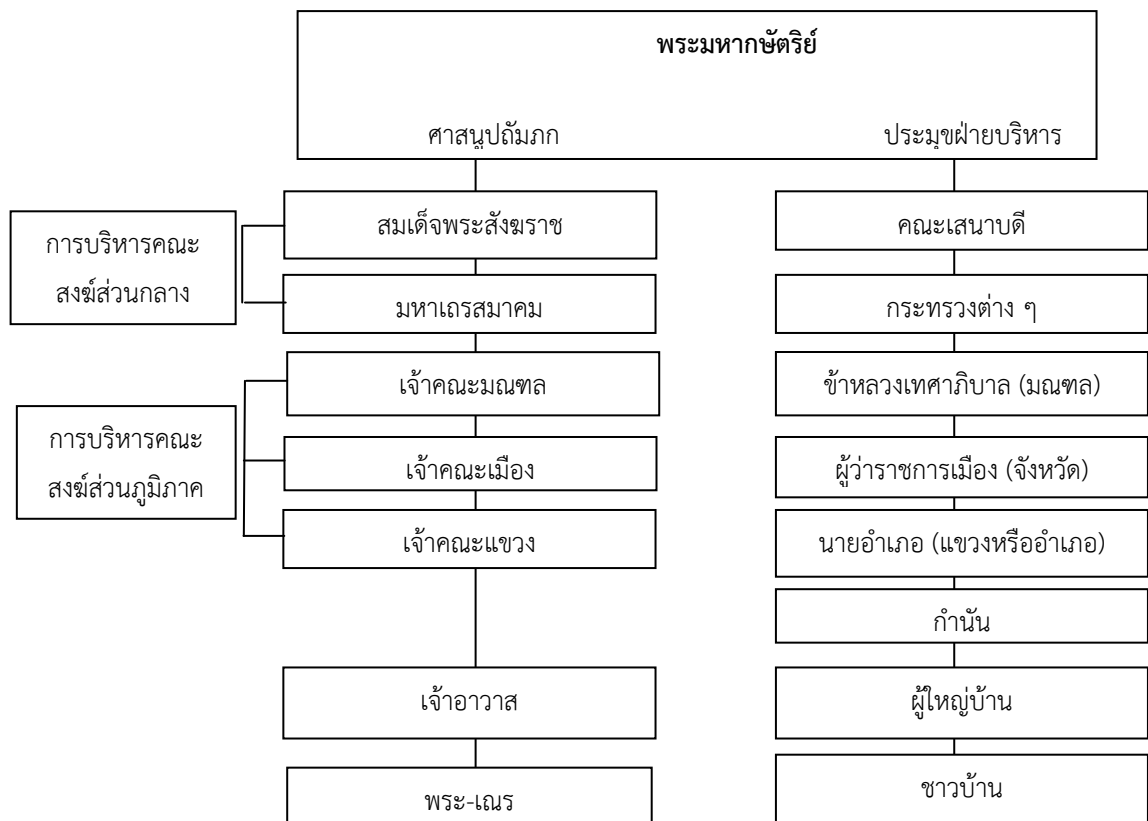 พระมหากษัตริย์
ศาสนูปถัมภก
ประมุขฝ่ายบริหาร
การบริหารคณะ
สงฆ์ส่วนกลาง
สมเด็จพระสังฆราช
คณะเสนาบดี
มหาเถรสมาคม
กระทรวงต่าง ๆ
การบริหารคณะ
สงฆ์ส่วนภูมิภาค
เจ้าคณะมณฑล
ข้าหลวงเทศาภิบาล (มณฑล)
เจ้าคณะเมือง
ผู้ว่าราชการเมือง (จังหวัด)
เจ้าคณะแขวง
นายอำเภอ (แขวงหรืออำเภอ)
กำนัน
เจ้าอาวาส
ผู้ใหญ่บ้าน
พระ-เณร
ชาวบ้าน